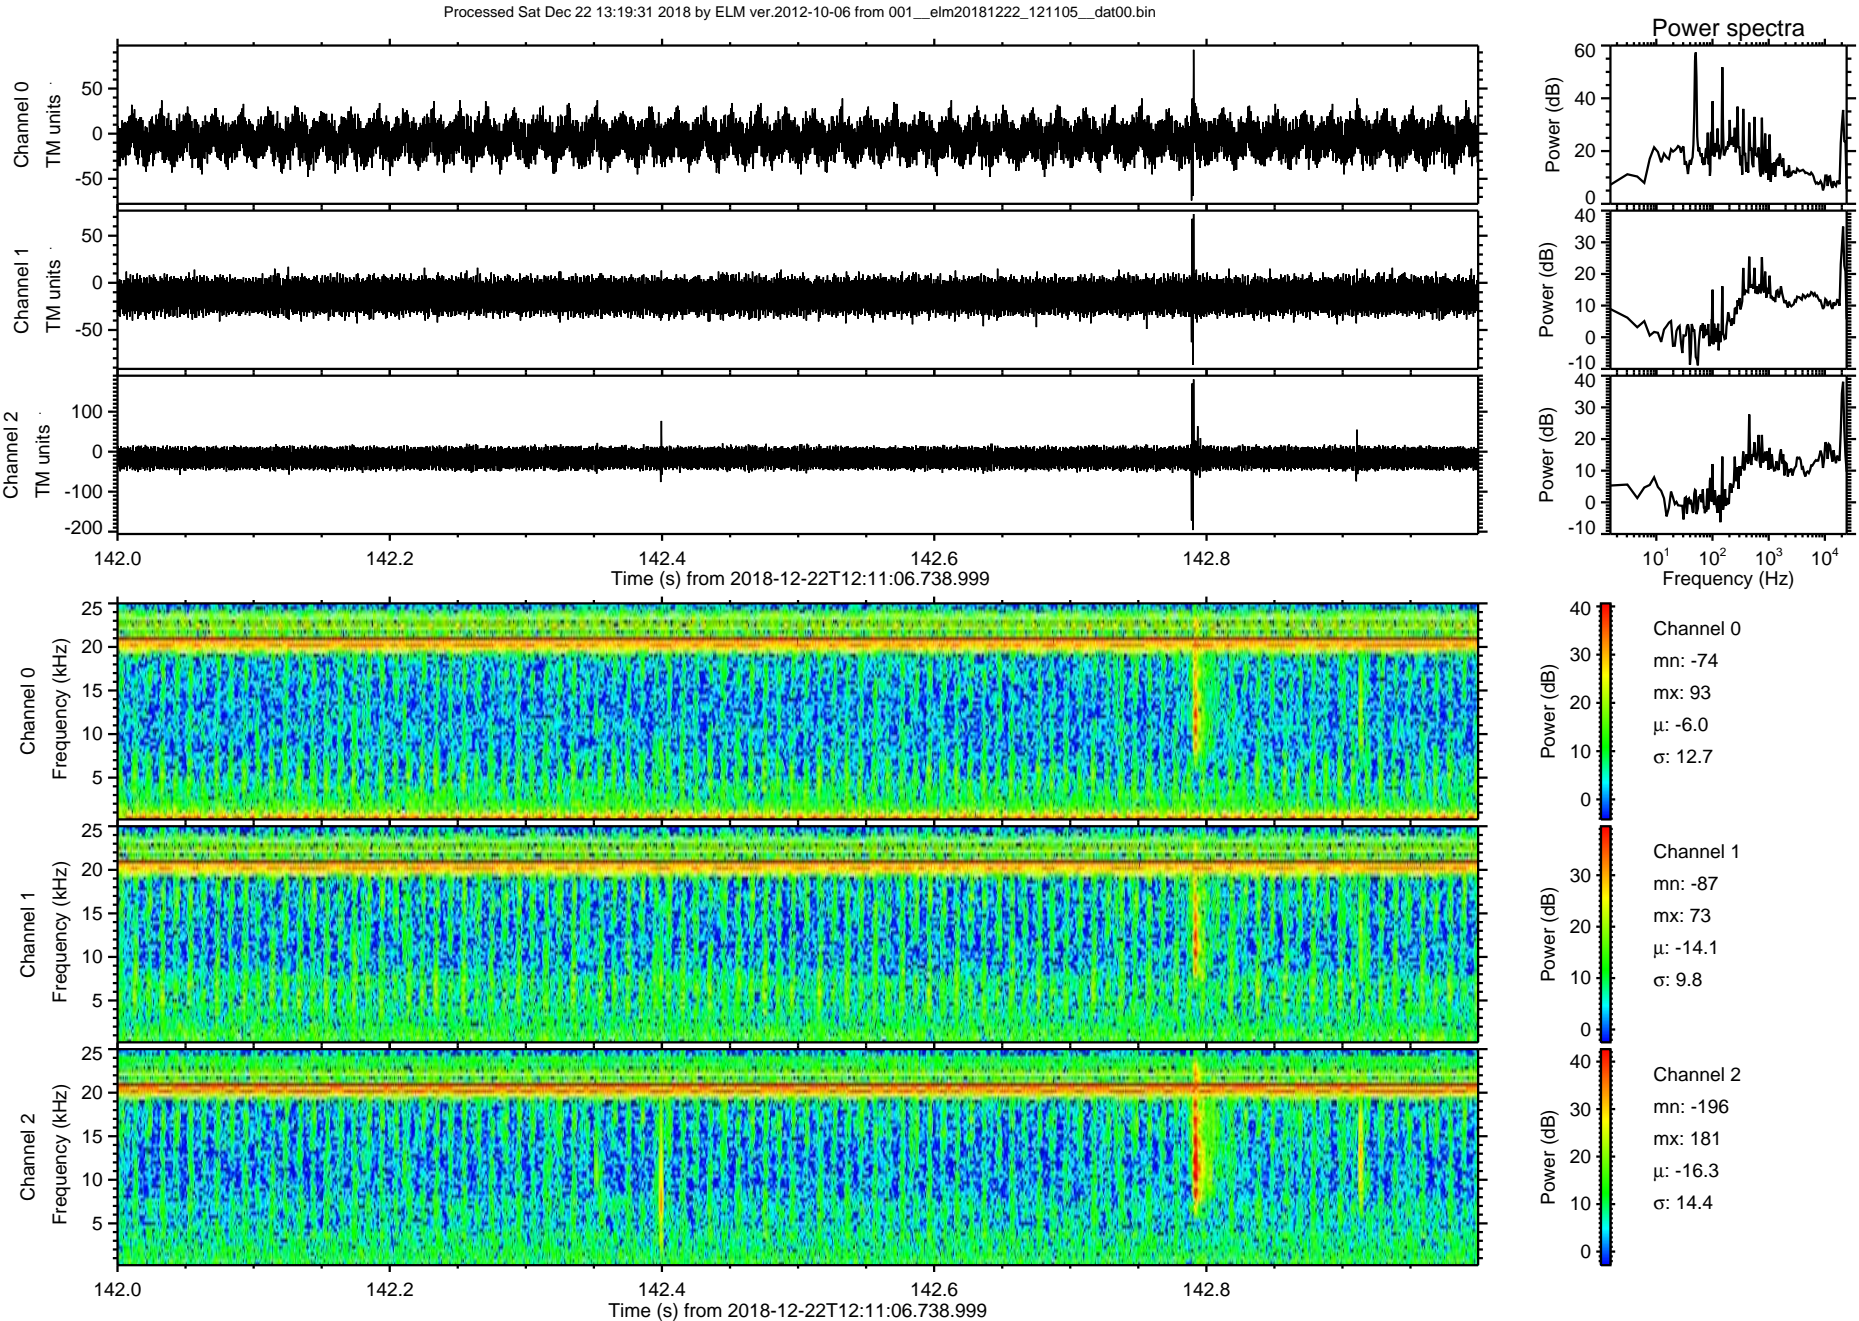 Processed Sat Dec 22 13:19:31 2018 by ELM ver.2012-10-06 from 001__elm20181222_121105__dat00.bin
Power spectra
Channel 0
TM units
50
0
-50
Power (dB)
60
40
20
0
Channel 1
TM units
50
0
-50
Power (dB)
40
30
20
10
0
-10
Channel 2
TM units
100
0
-100
-200
Power (dB)
40
30
20
10
0
-10
142.0 142.2 142.4 142.6 142.8
Time (s) from 2018-12-22T12:11:06.738.999
10^1 10^2 10^3 10^4
Frequency (Hz)
Channel 0
Frequency (kHz)
25
20
15
10
5
Power (dB)
40
30
20
10
0
Channel 0
mn: -74
mx: 93
μ: -6.0
σ: 12.7
Channel 1
Frequency (kHz)
25
20
15
10
5
Power (dB)
30
20
10
0
Channel 1
mn: -87
mx: 73
μ: -14.1
σ: 9.8
Channel 2
Frequency (kHz)
25
20
15
10
5
Power (dB)
40
30
20
10
0
Channel 2
mn: -196
mx: 181
μ: -16.3
σ: 14.4
142.0 142.2 142.4 142.6 142.8
Time (s) from 2018-12-22T12:11:06.738.999